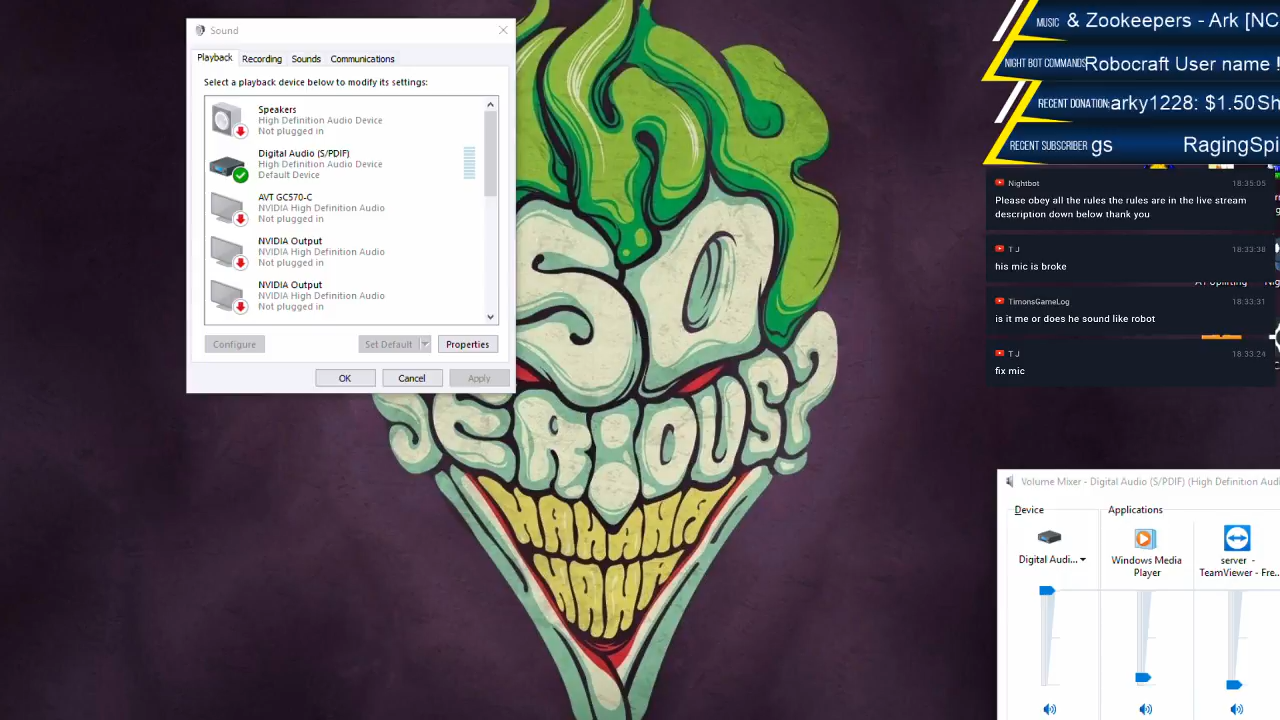 Sound
Playback
Recording
Sounds
Communications
Select a playback device below to modify its settings:
Speakers
High Definition Audio Device
Not plugged in
Digital Audio (S/PDIF)
High Definition Audio Device
Default Device
AVT GC570-C
NVIDIA High Definition Audio
Not plugged in
NVIDIA Output
NVIDIA High Definition Audio
Not plugged in
NVIDIA Output
NVIDIA High Definition Audio
Not plugged in
Configure
Set Default
Properties
OK
Cancel
Apply
WHY
SO
SERIOUS?
HAHAHA
HAHA
MUSIC & Zookeepers - Ark [NC
NIGHT BOT COMMANDS Robocraft User name !
RECENT DONATION: arky1228: $1.50 Sh
RECENT SUBSCRIBER gs RagingSpi
Nightbot 18:35:05
Please obey all the rules the rules are in the live stream
description down below thank you
T J 18:33:38
his mic is broke
TimonsGameLog 18:33:31
is it me or does he sound like robot
T J 18:33:24
fix mic
Volume Mixer - Digital Audio (S/PDIF) (High Definition Audi
Device
Applications
Digital Audi...
Windows Media
Player
server -
TeamViewer - Fre...